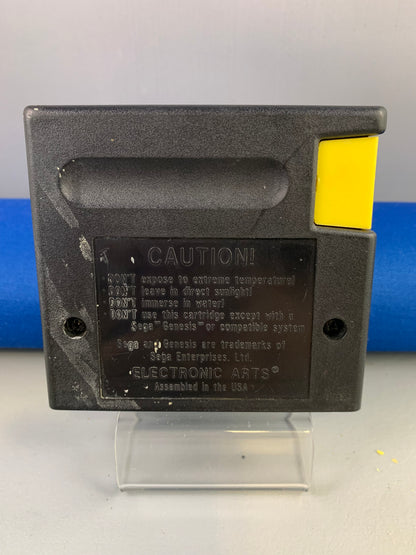 CAUTION!
DON'T expose to extreme temperature!
DON'T leave in direct sunlight!
DON'T immerse in water!
DON'T use this cartridge except with a
Sega™ Genesis™ or compatible system
Sega and Genesis are trademarks of
Sega Enterprises. Ltd.
ELECTRONIC ARTS®
Assembled in the USA